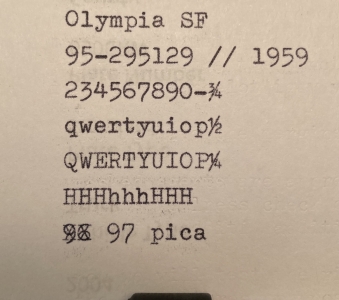 Olympia SF
95-295129 // 1959
234567890-¾
qwertyuiop½
QWERTYUIOP¼
HHHhhhHHH
97 pica